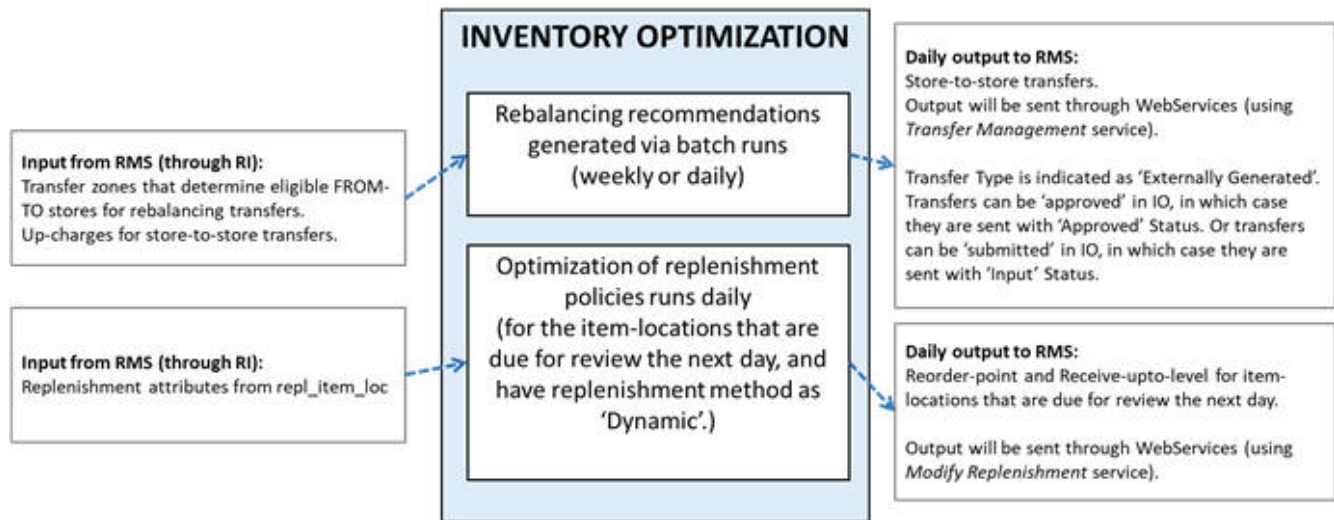 INVENTORY OPTIMIZATION
Input from RMS (through RI):
Transfer zones that determine eligible FROM-
TO stores for rebalancing transfers.
Up-charges for store-to-store transfers.
Rebalancing recommendations
generated via batch runs
(weekly or daily)
Daily output to RMS:
Store-to-store transfers.
Output will be sent through WebServices (using
Transfer Management service).
Transfer Type is indicated as ‘Externally Generated’.
Transfers can be ‘approved’ in IO, in which case
they are sent with ‘Approved’ Status. Or transfers
can be ‘submitted’ in IO, in which case they are
sent with ‘Input’ Status.
Input from RMS (through RI):
Replenishment attributes from repl_item_loc
Optimization of replenishment
policies runs daily
(for the item-locations that are
due for review the next day, and
have replenishment method as
‘Dynamic’.)
Daily output to RMS:
Reorder-point and Receive-upto-level for item-
locations that are due for review the next day.
Output will be sent through WebServices (using
Modify Replenishment service).